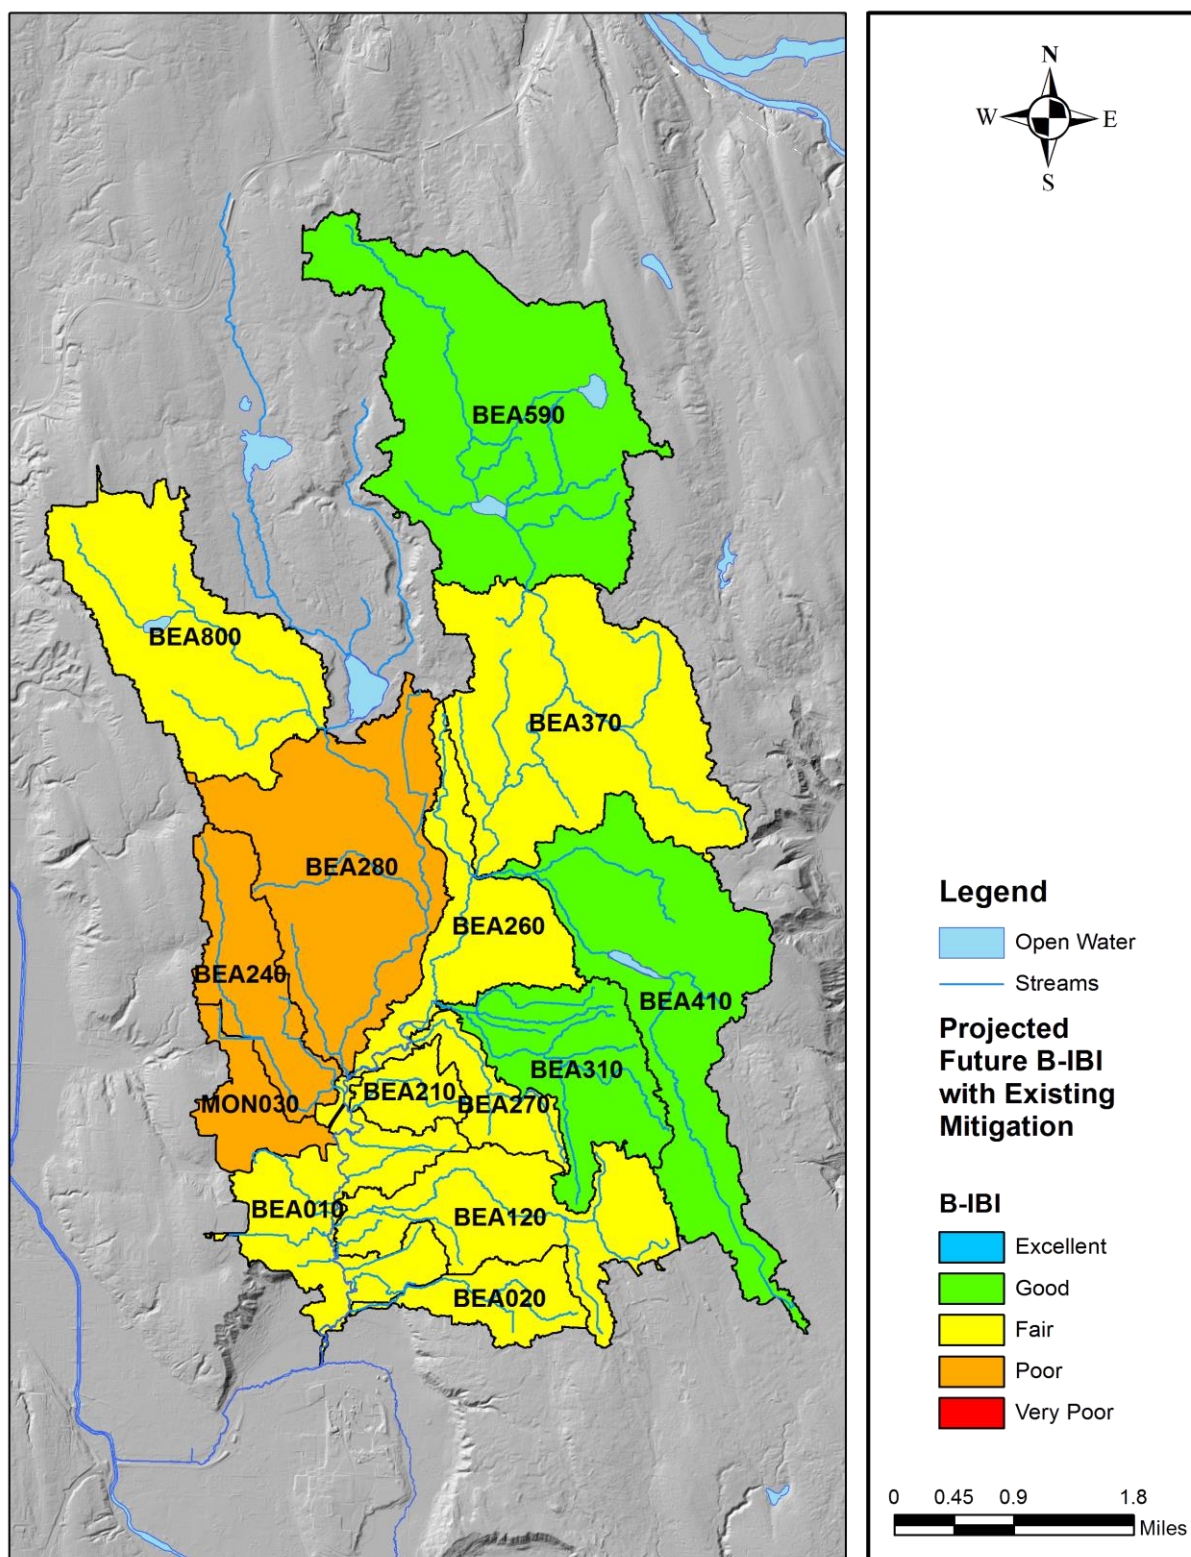 BEA590
BEA800
BEA370
BEA280
BEA260
BEA240
BEA410
BEA310
BEA210
BEA270
MON030
BEA010
BEA120
BEA020
N
W
E
S
Legend
Open Water
Streams
Projected
Future B-IBI
with Existing
Mitigation
B-IBI
Excellent
Good
Fair
Poor
Very Poor
0 0.45 0.9 1.8
Miles